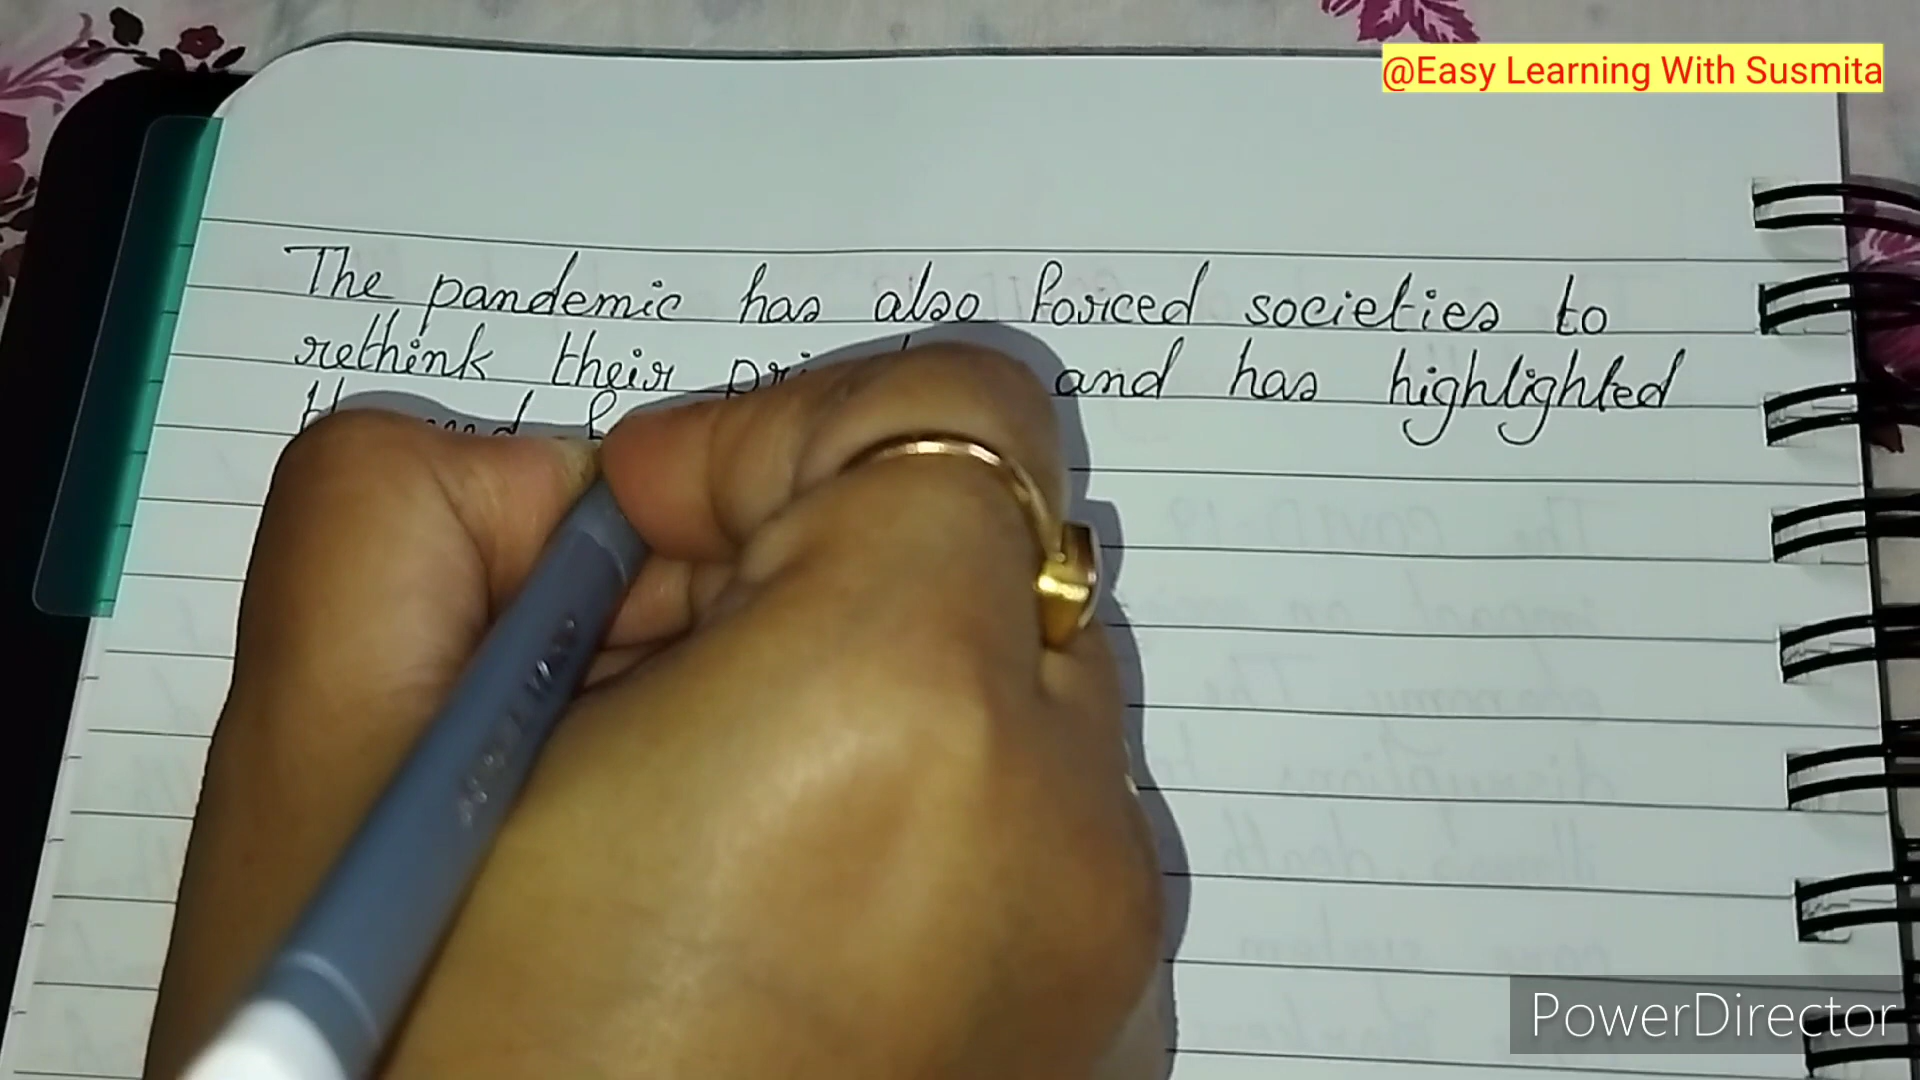 @Easy Learning With Susmita
The pandemic has also forced societies to
rethink their and has highlighted
PowerDirector